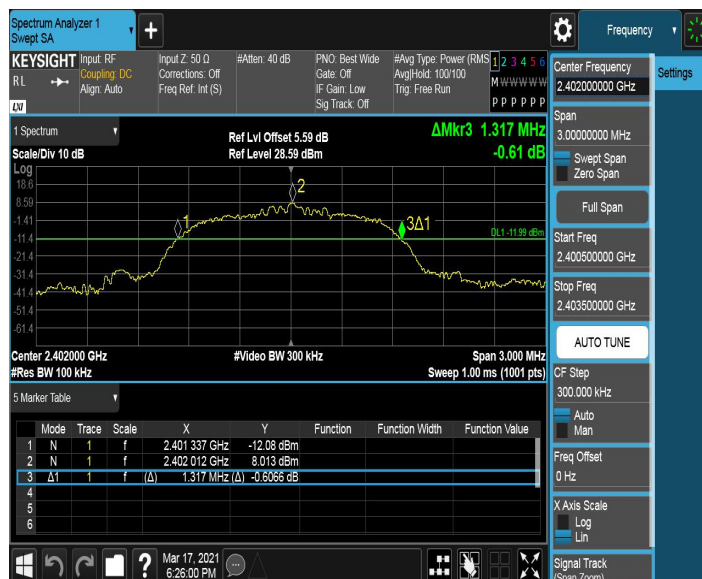 Spectrum Analyzer 1
Swept SA
+
Frequency
KEYSIGHT
RL
LXI
Input: RF
Coupling: DC
Align: Auto
Input Z: 50 Ω
Corrections: Off
Freq Ref: Int (S)
#Atten: 40 dB
PNO: Best Wide
Gate: Off
IF Gain: Low
Sig Track: Off
#Avg Type: Power (RMS
Avg|Hold: 100/100
Trig: Free Run
1 2 3 4 5 6
M W W W W W
P P P P P P
1 Spectrum
Scale/Div 10 dB
Ref Lvl Offset 5.59 dB
Ref Level 28.59 dBm
ΔMkr3 1.317 MHz
-0.61 dB
Log
18.6
8.59
-1.41
-11.4
-21.4
-31.4
-41.4
-51.4
-61.4
1
2
3Δ1
DL1 -11.99 dBm
Center 2.402000 GHz
#Res BW 100 kHz
#Video BW 300 kHz
Span 3.000 MHz
Sweep 1.00 ms (1001 pts)
5 Marker Table
Mode Trace Scale X Y Function Function Width Function Value
1 N 1 f 2.401 337 GHz -12.08 dBm
2 N 1 f 2.402 012 GHz 8.013 dBm
3 Δ1 1 f (Δ) 1.317 MHz (Δ) -0.6066 dB
4
5
6
?
Mar 17, 2021
6:26:00 PM
Center Frequency
2.402000000 GHz
Settings
Span
3.00000000 MHz
Swept Span
Zero Span
Full Span
Start Freq
2.400500000 GHz
Stop Freq
2.403500000 GHz
AUTO TUNE
CF Step
300.000 kHz
Auto
Man
Freq Offset
0 Hz
X Axis Scale
Log
Lin
Signal Track
(Span Zoom)